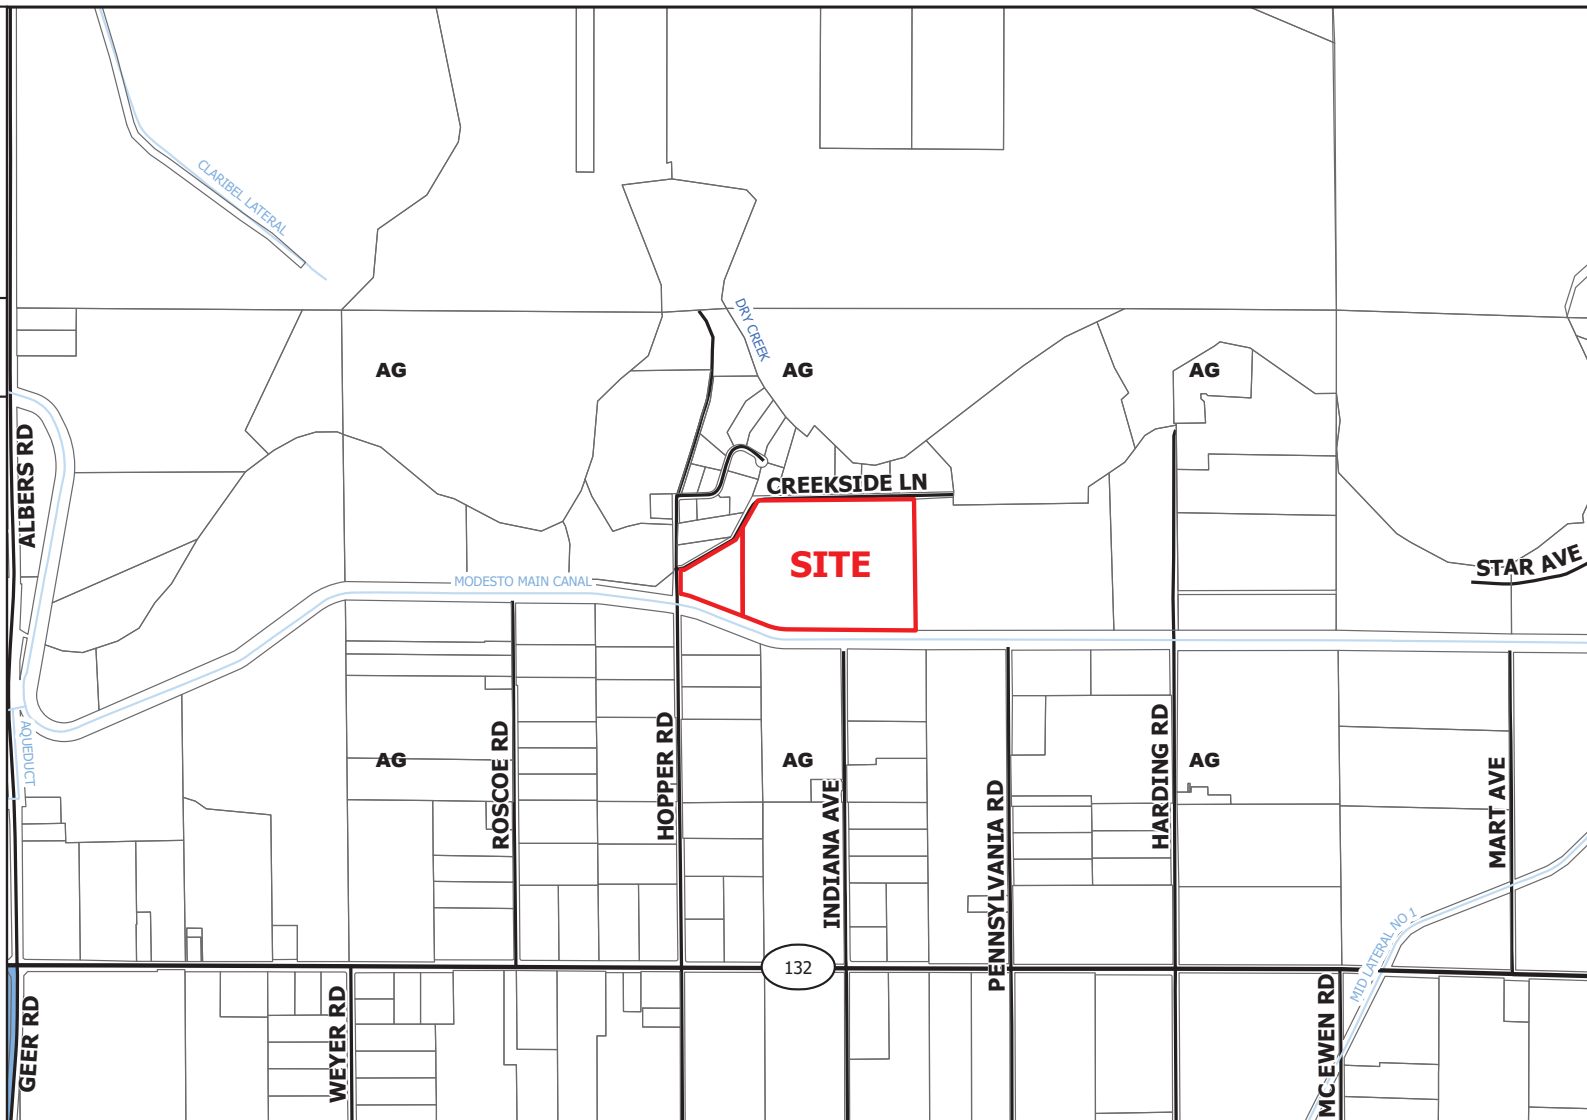 CLARIBEL LATERAL
DRY CREEK
AG
AG
AG
ALBERS RD
CREEKSIDE LN
SITE
STAR AVE
MODESTO MAIN CANAL
AQUEDUCT
AG
ROSCOE RD
HOPPER RD
AG
INDIANA AVE
PENNSYLVANIA RD
HARDING RD
AG
MART AVE
132
MID LATERAL NO 1
GEER RD
WEYER RD
MC EWEN RD